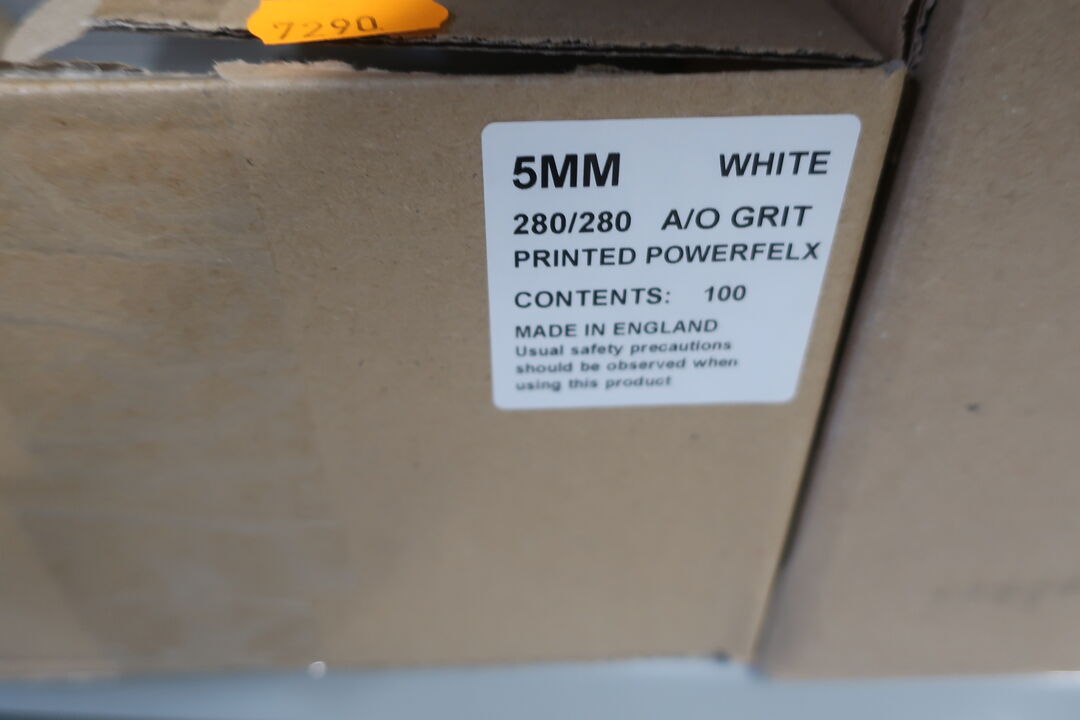 7290
5MM WHITE
280/280 A/O GRIT
PRINTED POWERFELX
CONTENTS: 100
MADE IN ENGLAND
Usual safety precautions
should be observed when
using this product